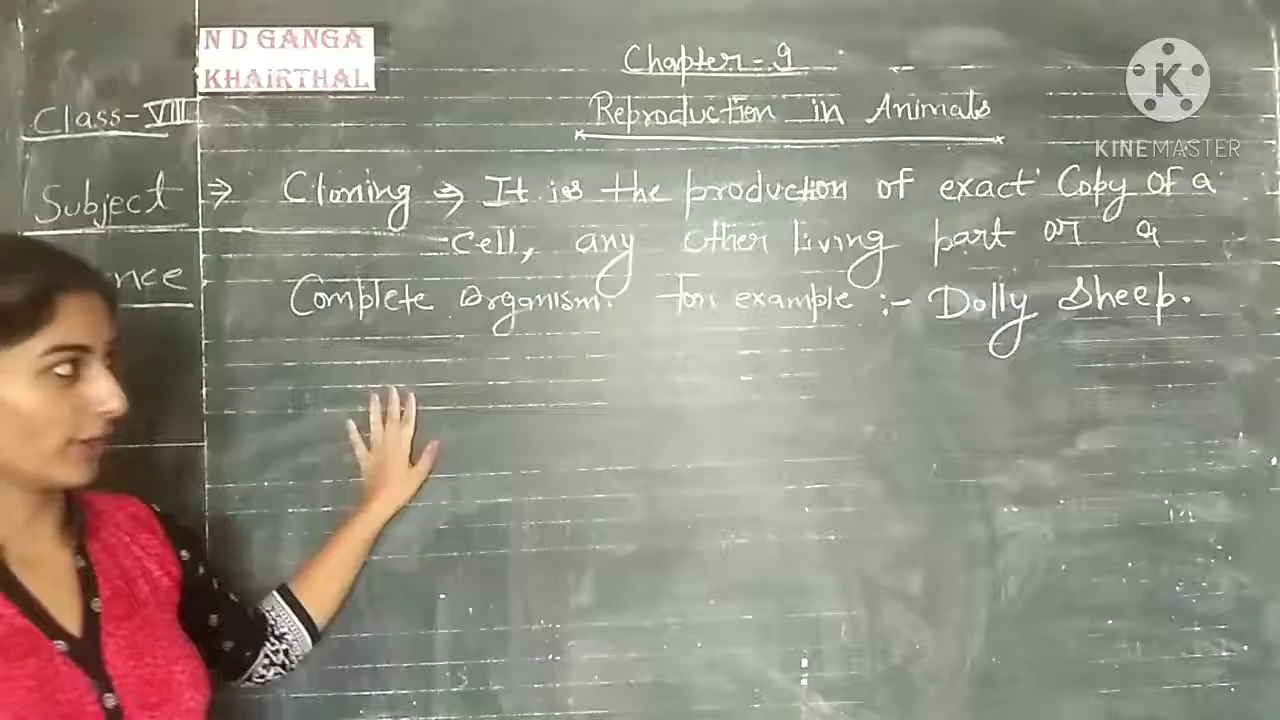 N D GANGA
KHAIRTHAL
Chapter - 9
Reproduction in Animals
Class - VIII
Subject
ence
⇒ Cloning ⇒ It is the production of exact Copy of a
Cell, any other living part or a
Complete Organism. For example :- Dolly Sheep.
K
KINEMASTER